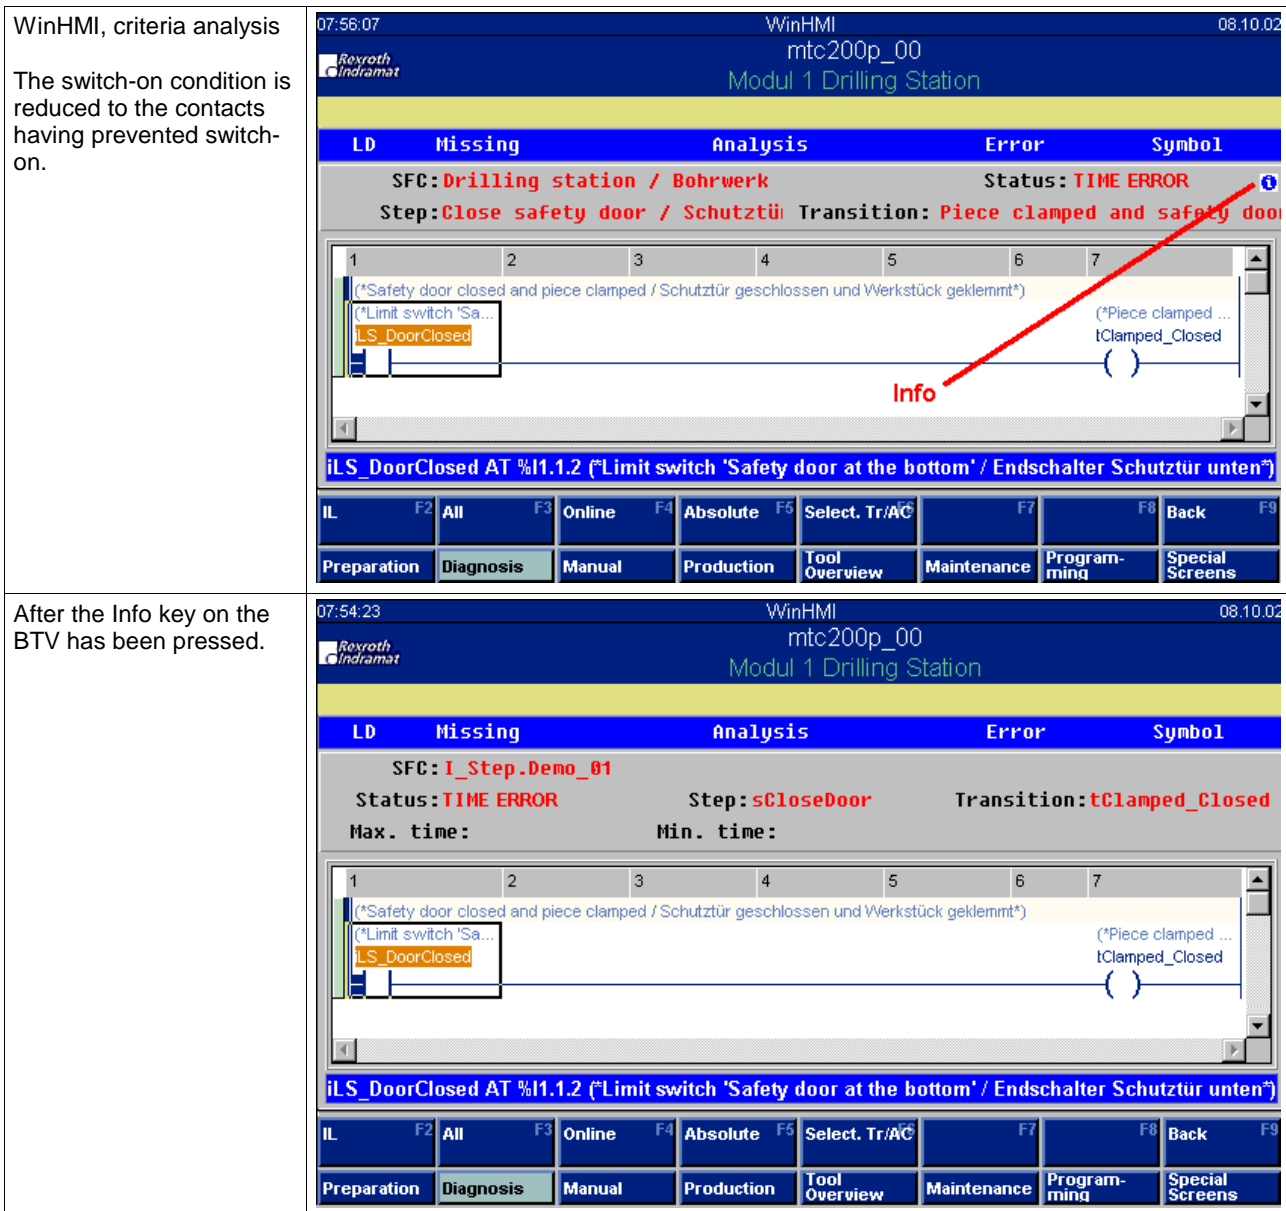 WinHMI, criteria analysis
The switch-on condition is
reduced to the contacts
having prevented switch-
on.
07:56:07 WinHMI 08.10.02
Rexroth
Indramat
mtc200p_00
Modul 1 Drilling Station
LD Missing Analysis Error Symbol
SFC: Drilling station / Bohrwerk Status: TIME ERROR
Step: Close safety door / Schutztü Transition: Piece clamped and safety door
1 2 3 4 5 6 7
(*Safety door closed and piece clamped / Schutztür geschlossen und Werkstück geklemmt*)
(*Limit switch 'Sa... (*Piece clamped ...
iLS_DoorClosed tClamped_Closed
Info
iLS_DoorClosed AT %I1.1.2 (*Limit switch 'Safety door at the bottom' / Endschalter Schutztür unten*)
IL F2 All F3 Online F4 Absolute F5 Select. Tr/AC F6 F7 F8 Back F9
Preparation Diagnosis Manual Production Tool Overview Maintenance Program-ming Special Screens
After the Info key on the
BTV has been pressed.
07:54:23 WinHMI 08.10.02
Rexroth
Indramat
mtc200p_00
Modul 1 Drilling Station
LD Missing Analysis Error Symbol
SFC: I_Step.Demo_01
Status: TIME ERROR Step: sCloseDoor Transition: tClamped_Closed
Max. time: Min. time:
1 2 3 4 5 6 7
(*Safety door closed and piece clamped / Schutztür geschlossen und Werkstück geklemmt*)
(*Limit switch 'Sa... (*Piece clamped ...
iLS_DoorClosed tClamped_Closed
iLS_DoorClosed AT %I1.1.2 (*Limit switch 'Safety door at the bottom' / Endschalter Schutztür unten*)
IL F2 All F3 Online F4 Absolute F5 Select. Tr/AC F6 F7 F8 Back F9
Preparation Diagnosis Manual Production Tool Overview Maintenance Program-ming Special Screens